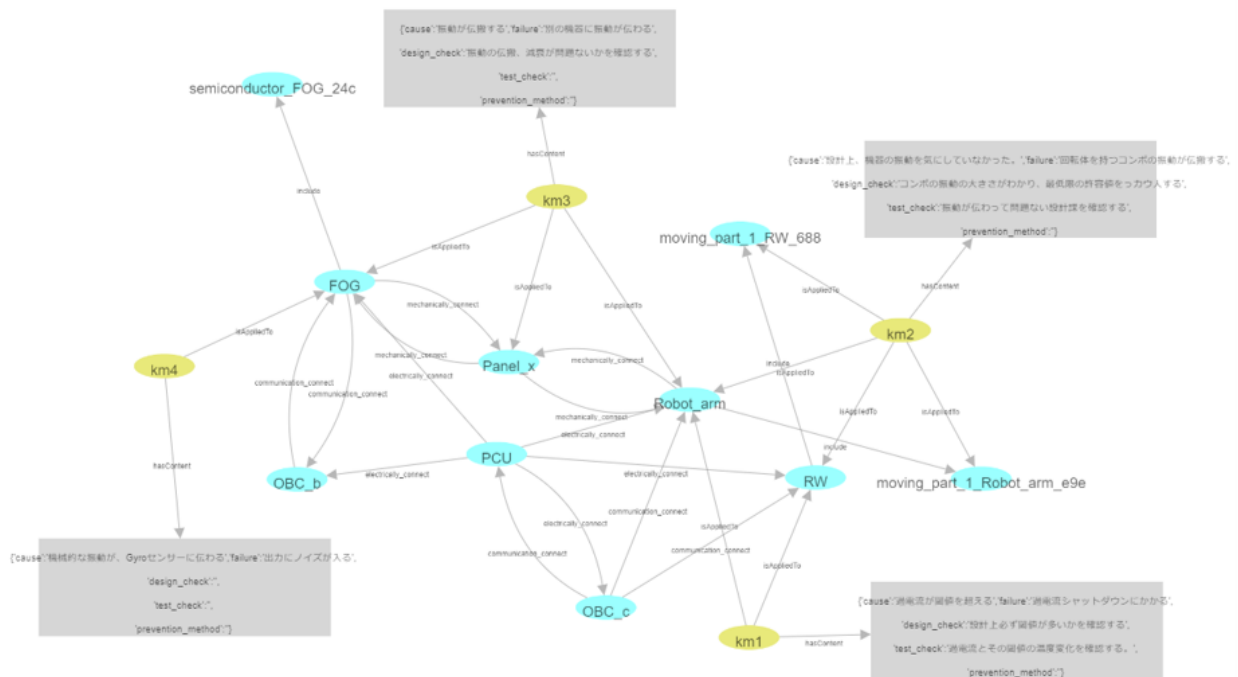 {'cause':'振動が伝搬する','failure':'別の機器に振動が伝わる',
'design_check':'振動の伝搬、減衰が問題ないかを確認する',
'test_check':'',
'prevention_method':''}
semiconductor_FOG_24c
hasContent
{'cause':'設計上、機器の振動を気にしていなかった。','failure':'回転体を持つコンポの振動が伝搬する',
'design_check':'コンポの振動の大きさがわかり、最低限の許容値をっカウ人する',
'test_check':'振動が伝わって問題ない設計課を確認する',
'prevention_method':''}
include
km3
moving_part_1_RW_688
isAppliedTo
isAppliedTo
isAppliedTo
isAppliedTo
hasContent
FOG
mechanically_connect
isAppliedTo
km2
km4
mechanically_connect
mechanically_connect
Panel_x
include
isAppliedTo
electrically_connect
communication_connect
communication_connect
Robot_arm
mechanically_connect
isAppliedTo
isAppliedTo
electrically_connect
include
PCU
hasContent
OBC_b
electrically_connect
electrically_connect
RW
moving_part_1_Robot_arm_e9e
communication_connect
electrically_connect
isAppliedTo
communication_connect
communication_connect
isAppliedTo
{'cause':'機械的な振動が、Gyroセンサーに伝わる','failure':'出力にノイズが入る',
'design_check':'',
'test_check':'',
'prevention_method':''}
OBC_c
km1
hasContent
{'cause':'過電流が閾値を超える','failure':'過電流シャットダウンにかかる',
'design_check':'設計上必ず閾値が多いかを確認する',
'test_check':'過電流とその閾値の温度変化を確認する。',
'prevention_method':''}